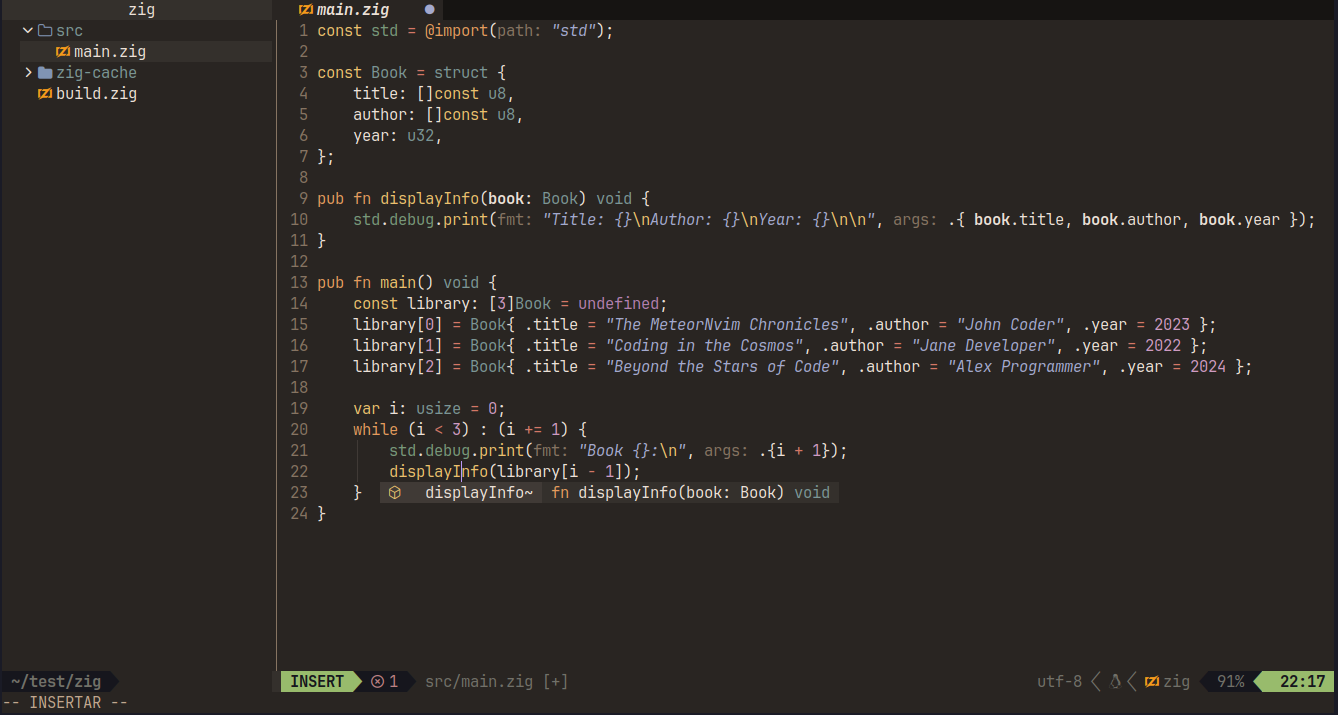 zig
main.zig
src
main.zig
zig-cache
build.zig
1 const std = @import(path: "std");
2
3 const Book = struct {
4     title: []const u8,
5     author: []const u8,
6     year: u32,
7 };
8
9 pub fn displayInfo(book: Book) void {
10     std.debug.print(fmt: "Title: {}\nAuthor: {}\nYear: {}\n\n", args: .{ book.title, book.author, book.year });
11 }
12
13 pub fn main() void {
14     const library: [3]Book = undefined;
15     library[0] = Book{ .title = "The MeteorNvim Chronicles", .author = "John Coder", .year = 2023 };
16     library[1] = Book{ .title = "Coding in the Cosmos", .author = "Jane Developer", .year = 2022 };
17     library[2] = Book{ .title = "Beyond the Stars of Code", .author = "Alex Programmer", .year = 2024 };
18
19     var i: usize = 0;
20     while (i < 3) : (i += 1) {
21         std.debug.print(fmt: "Book {}:\n", args: .{i + 1});
22         displayInfo(library[i - 1]);
23     } displayInfo~ fn displayInfo(book: Book) void
24 }
~/test/zig INSERT 1 src/main.zig [+] utf-8 zig 91% 22:17
-- INSERTAR --